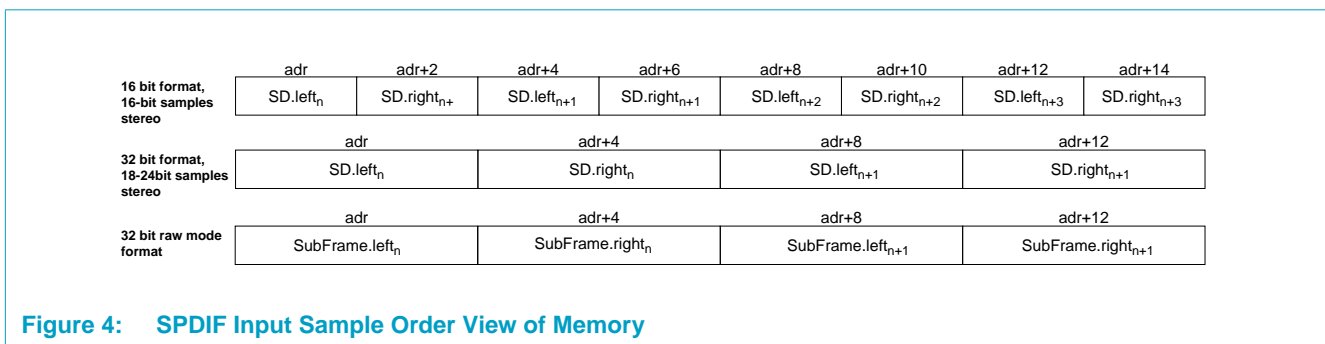 adr adr+2 adr+4 adr+6 adr+8 adr+10 adr+12 adr+14
16 bit format,
16-bit samples
stereo
SD.leftn SD.rightn+ SD.leftn+1 SD.rightn+1 SD.leftn+2 SD.rightn+2 SD.leftn+3 SD.rightn+3
adr adr+4 adr+8 adr+12
32 bit format,
18-24bit samples
stereo
SD.leftn SD.rightn SD.leftn+1 SD.rightn+1
adr adr+4 adr+8 adr+12
32 bit raw mode
format
SubFrame.leftn SubFrame.rightn SubFrame.leftn+1 SubFrame.rightn+1
Figure 4: SPDIF Input Sample Order View of Memory